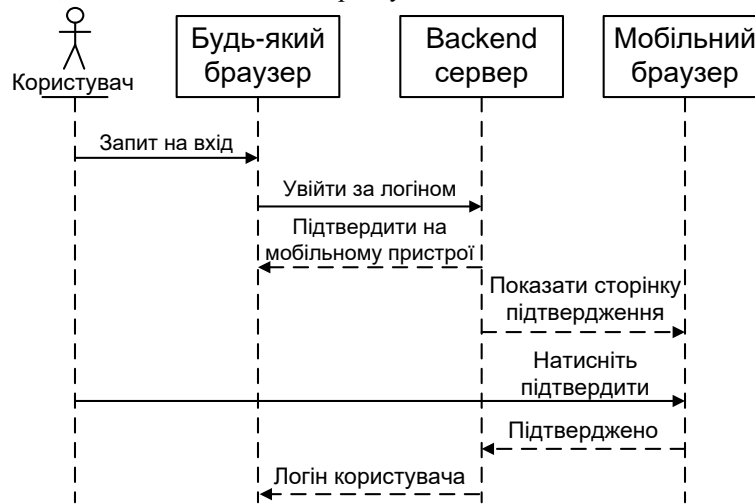 Будь-який
браузер
Backend
сервер
Мобільний
браузер
Користувач
Запит на вхід
Увійти за логіном
Підтвердити на
мобільному пристрої
Показати сторінку
підтвердження
Натисніть
підтвердити
Підтверджено
Логін користувача